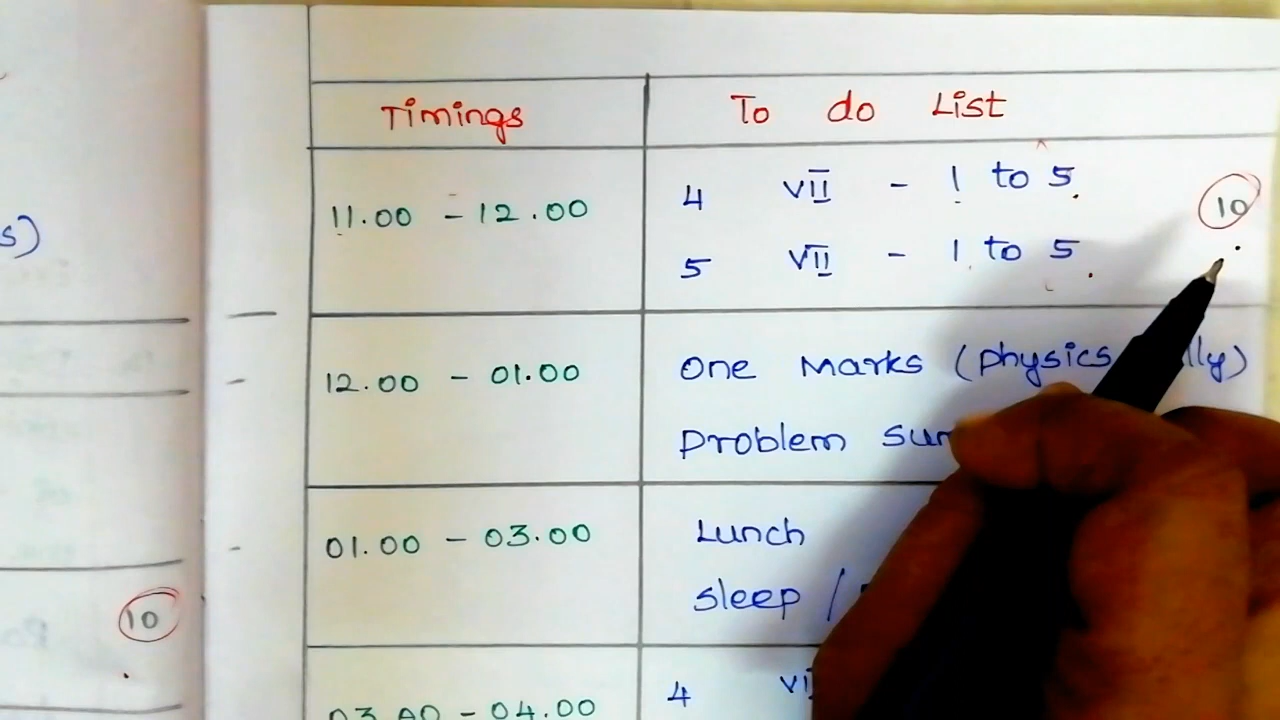 s)
10
Timings To do List
11.00 - 12.00 4 VII - 1 to 5. 10
5 VII - 1 to 5.
12.00 - 01.00 One Marks (physics
Problem
01.00 - 03.00 Lunch
sleep /
03.00 - 04.00 4